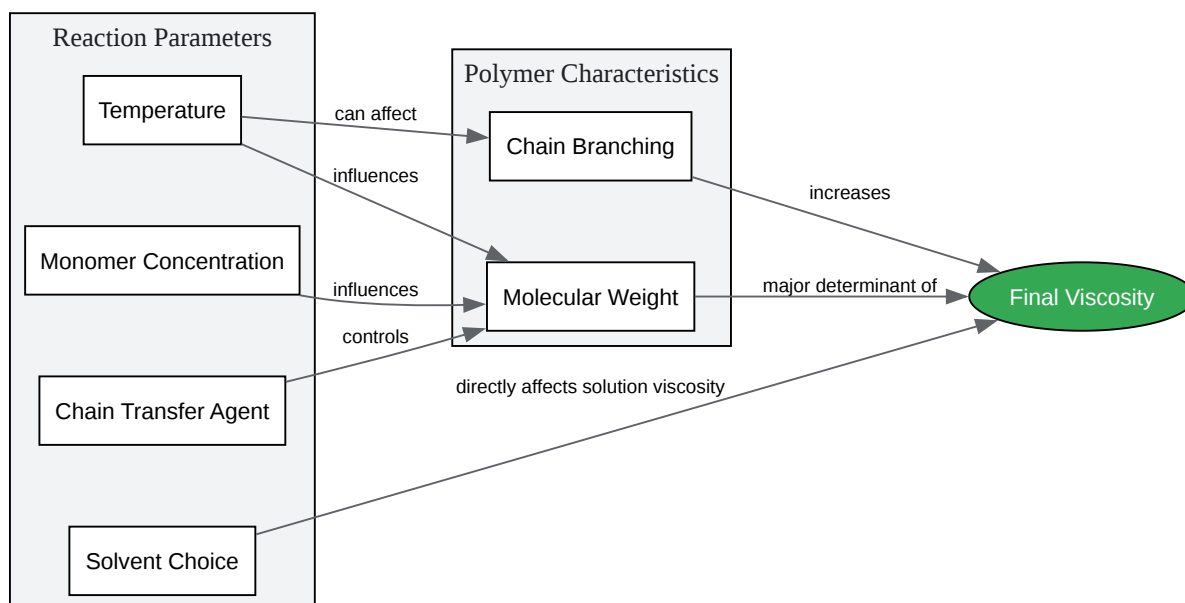 Reaction Parameters
Polymer Characteristics
Temperature
can affect
Chain Branching
influences
increases
Monomer Concentration
influences
Molecular Weight
major determinant of
Final Viscosity
controls
Chain Transfer Agent
directly affects solution viscosity
Solvent Choice